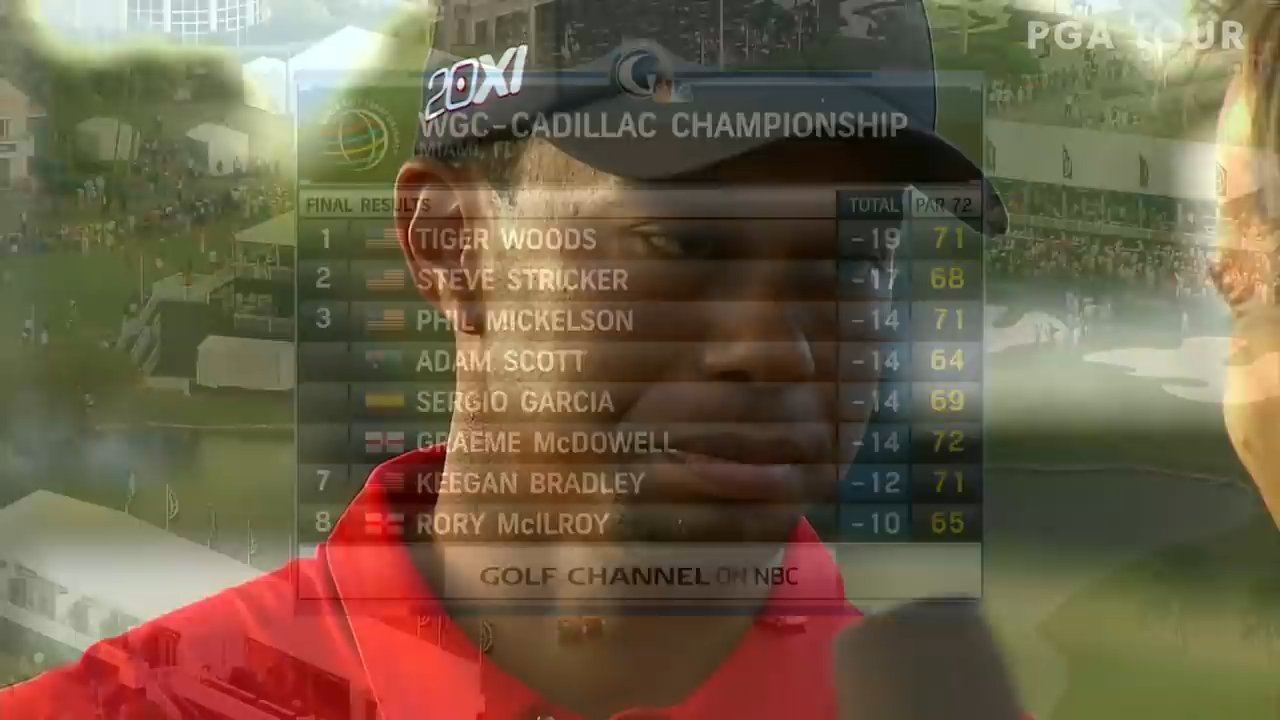 PGA TOUR
20XI
WGC-CADILLAC CHAMPIONSHIP
MIAMI, FL
FINAL RESULTS TOTAL PAR 72
1 TIGER WOODS -19 71
2 STEVE STRICKER -17 68
3 PHIL MICKELSON -14 71
ADAM SCOTT -14 64
SERGIO GARCIA -14 69
GRAEME McDOWELL -14 72
7 KEEGAN BRADLEY -12 71
8 RORY McILROY -10 65
GOLF CHANNEL ON NBC